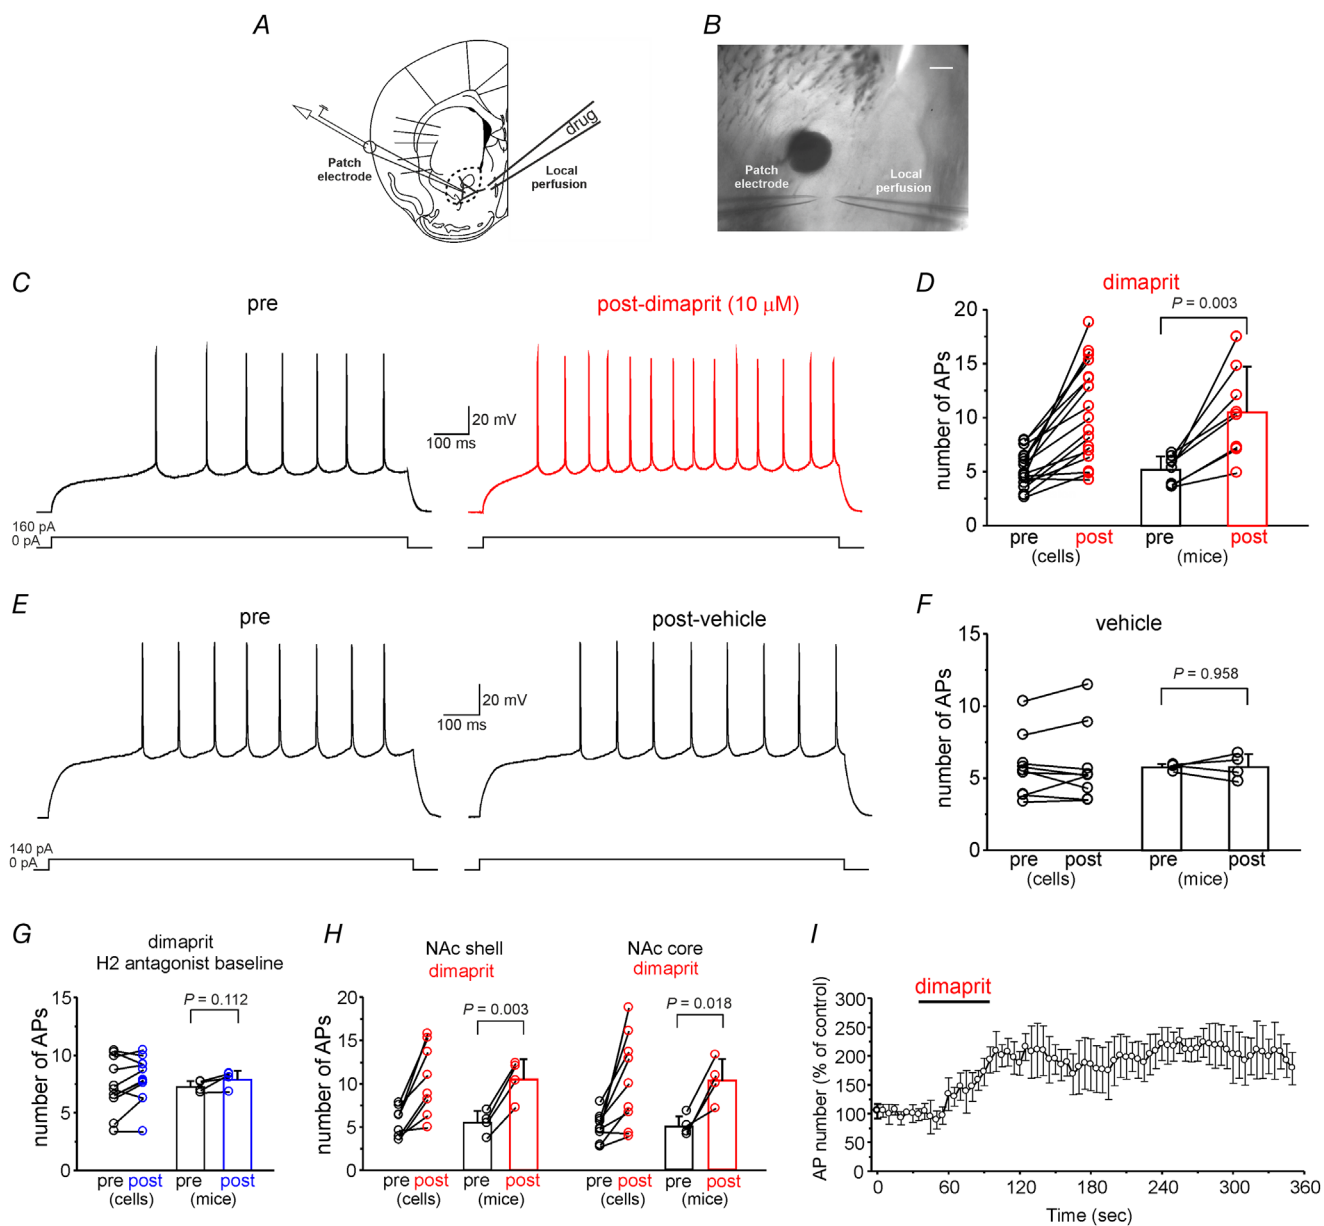 A
Patch
electrode
drug
Local
perfusion
B
Patch
electrode
Local
perfusion
C
pre
post-dimaprit (10 μM)
20 mV
100 ms
160 pA
0 pA
D
dimaprit
P = 0.003
number of APs
20
15
10
5
0
pre post pre post
(cells) (mice)
E
pre
post-vehicle
20 mV
100 ms
140 pA
0 pA
F
vehicle
P = 0.958
number of APs
15
10
5
0
pre post pre post
(cells) (mice)
G
dimaprit
H2 antagonist baseline
P = 0.112
number of APs
15
10
5
0
pre post pre post
(cells) (mice)
H
NAc shell
dimaprit
P = 0.003
NAc core
dimaprit
P = 0.018
number of APs
20
15
10
5
0
pre post pre post pre post pre post
(cells) (mice) (cells) (mice)
I
dimaprit
AP number (% of control)
300
250
200
150
100
50
0
0 60 120 180 240 300 360
Time (sec)